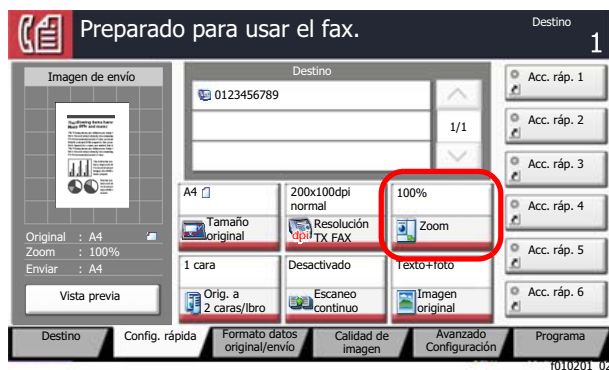 Preparado para usar el fax.
Destino
1
Imagen de envío
Original : A4
Zoom : 100%
Enviar : A4
Vista previa
Destino
0123456789
1/1
A4
Tamaño
original
200x100dpi
normal
dpi
Resolución
TX FAX
100%
Zoom
1 cara
Orig. a
2 caras/lbro
Desactivado
Escaneo
continuo
Texto+foto
Imagen
original
Acc. ráp. 1
Acc. ráp. 2
Acc. ráp. 3
Acc. ráp. 4
Acc. ráp. 5
Acc. ráp. 6
Destino
Config. rápida
Formato datos
original/envío
Calidad de
imagen
Avanzado
Configuración
Programa
f010201_02